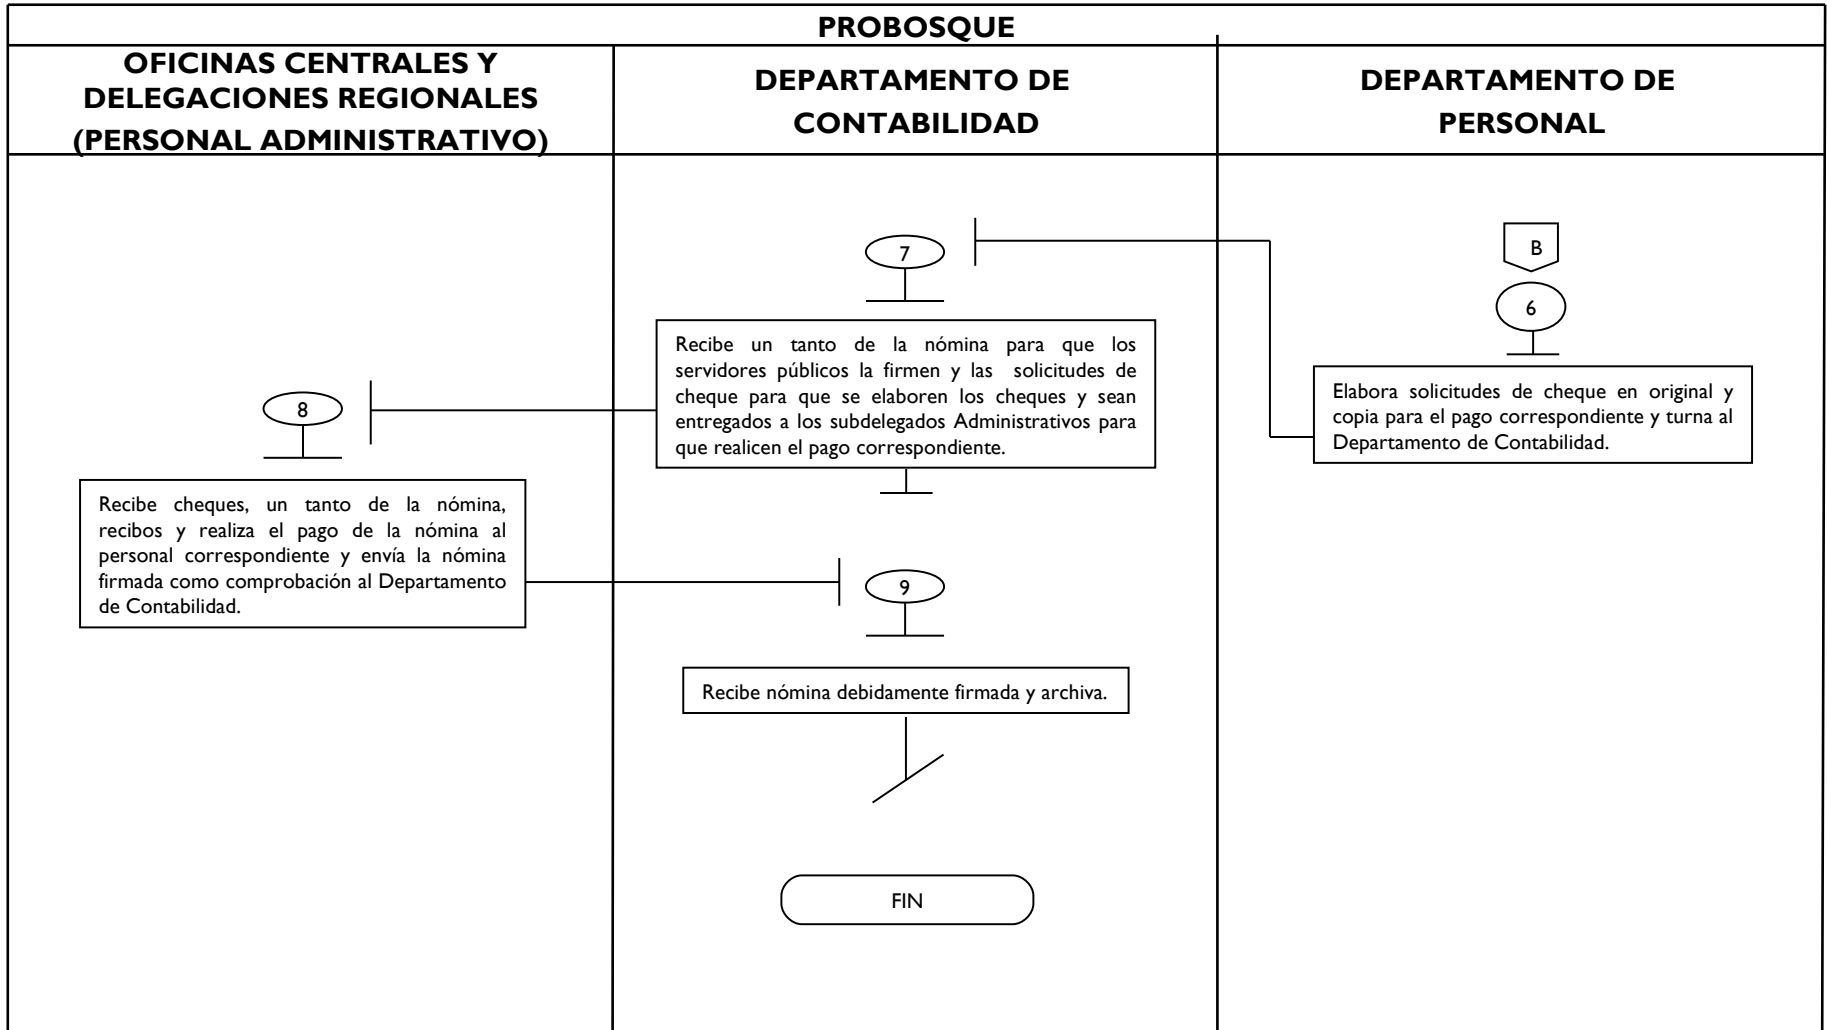 PROBOSQUE
OFICINAS CENTRALES Y
DELEGACIONES REGIONALES
(PERSONAL ADMINISTRATIVO)
DEPARTAMENTO DE
CONTABILIDAD
DEPARTAMENTO DE
PERSONAL
B
6
Elabora solicitudes de cheque en original y
copia para el pago correspondiente y turna al
Departamento de Contabilidad.
7
Recibe un tanto de la nómina para que los
servidores públicos la firmen y las solicitudes de
cheque para que se elaboren los cheques y sean
entregados a los subdelegados Administrativos para
que realicen el pago correspondiente.
8
Recibe cheques, un tanto de la nómina,
recibos y realiza el pago de la nómina al
personal correspondiente y envía la nómina
firmada como comprobación al Departamento
de Contabilidad.
9
Recibe nómina debidamente firmada y archiva.
FIN